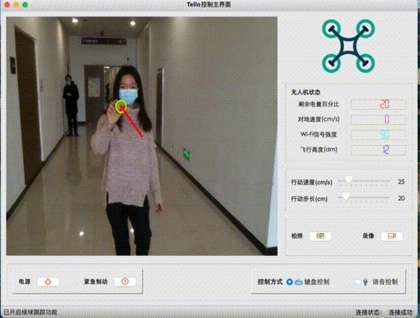 Tello控制主界面
无人机状态
剩余电量百分比 20
对地速度(cm/s) 0
Wi-Fi信号强度 90
飞行高度(dm) 12
行动速度(cm/s) 25
行动步长(cm) 20
拍照 录像
电源 紧急制动 控制方式 键盘控制 语音控制
已开启绿球跟踪功能 连接状态: 连接成功